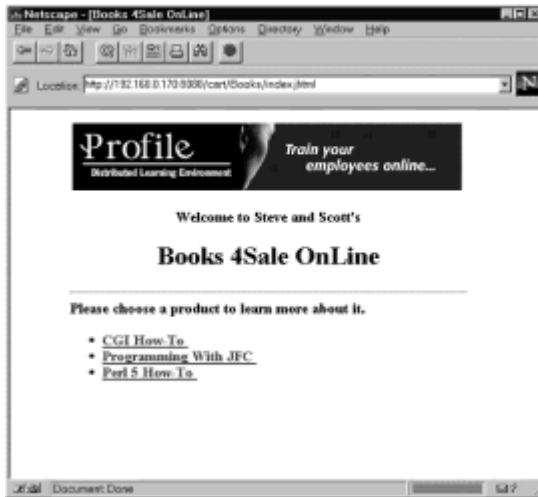 Netscape - [Books 4Sale OnLine]
File Edit View Go Bookmarks Options Directory Window Help
Location: http://192.168.0.170:8080/cart/Books/index.jhtml
N
Profile
Distributed Learning Environment
Train your
employees online...
Welcome to Steve and Scott's
Books 4Sale OnLine
Please choose a product to learn more about it.
• CGI How-To
• Programming With JFC
• Perl 5 How-To
Document Done